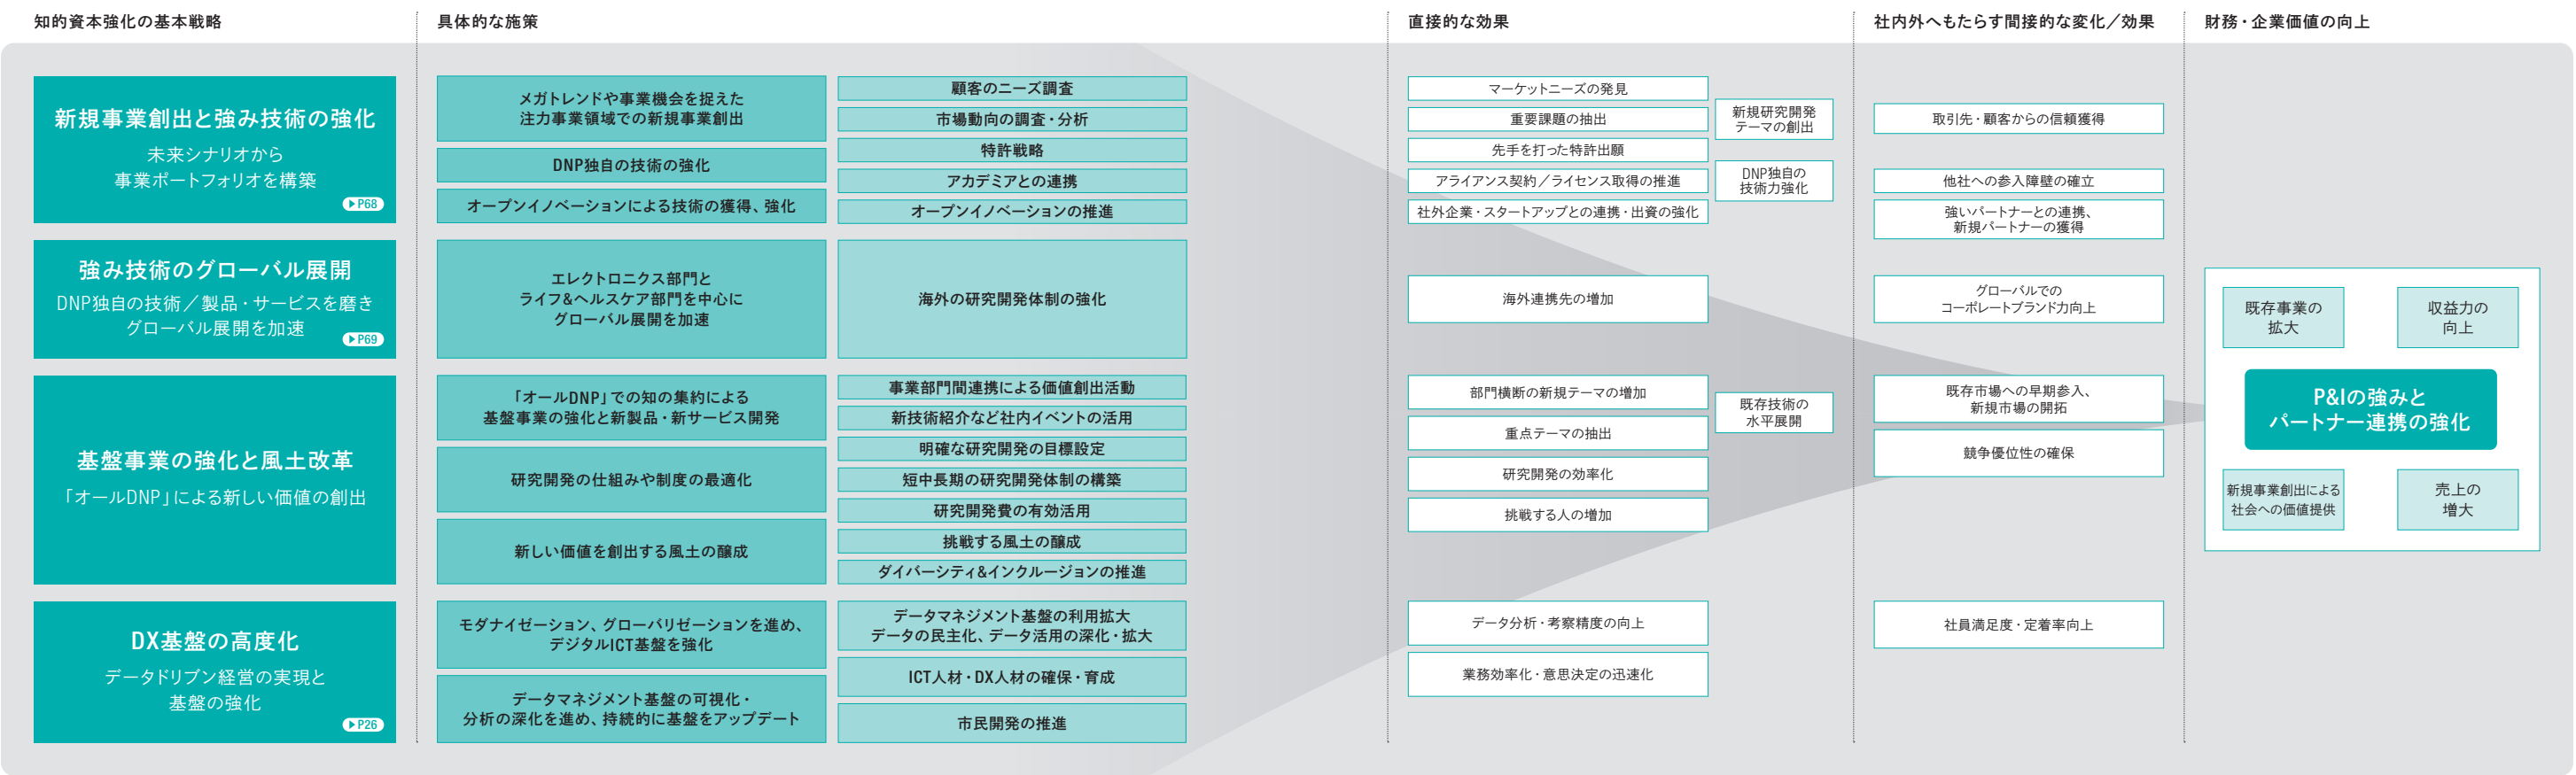 知的資本強化の基本戦略
具体的な施策
直接的な効果
社内外へもたらす間接的な変化／効果
財務・企業価値の向上
新規事業創出と強み技術の強化
未来シナリオから
事業ポートフォリオを構築
▶P68
メガトレンドや事業機会を捉えた
注力事業領域での新規事業創出
DNP独自の技術の強化
オープンイノベーションによる技術の獲得、強化
顧客のニーズ調査
市場動向の調査・分析
特許戦略
アカデミアとの連携
オープンイノベーションの推進
マーケットニーズの発見
重要課題の抽出
先手を打った特許出願
アライアンス契約／ライセンス取得の推進
社外企業・スタートアップとの連携・出資の強化
新規研究開発
テーマの創出
DNP独自の
技術力強化
取引先・顧客からの信頼獲得
他社への参入障壁の確立
強いパートナーとの連携、
新規パートナーの獲得
強み技術のグローバル展開
DNP独自の技術／製品・サービスを磨き
グローバル展開を加速
▶P69
エレクトロニクス部門と
ライフ&ヘルスケア部門を中心に
グローバル展開を加速
海外の研究開発体制の強化
海外連携先の増加
グローバルでの
コーポレートブランド力向上
基盤事業の強化と風土改革
「オールDNP」による新しい価値の創出
「オールDNP」での知の集約による
基盤事業の強化と新製品・新サービス開発
研究開発の仕組みや制度の最適化
新しい価値を創出する風土の醸成
事業部門間連携による価値創出活動
新技術紹介など社内イベントの活用
明確な研究開発の目標設定
短中長期の研究開発体制の構築
研究開発費の有効活用
挑戦する風土の醸成
ダイバーシティ&インクルージョンの推進
部門横断の新規テーマの増加
重点テーマの抽出
研究開発の効率化
挑戦する人の増加
既存技術の
水平展開
既存市場への早期参入、
新規市場の開拓
競争優位性の確保
DX基盤の高度化
データドリブン経営の実現と
基盤の強化
▶P26
モダナイゼーション、グローバリゼーションを進め、
デジタルICT基盤を強化
データマネジメント基盤の可視化・
分析の深化を進め、持続的に基盤をアップデート
データマネジメント基盤の利用拡大
データの民主化、データ活用の深化・拡大
ICT人材・DX人材の確保・育成
市民開発の推進
データ分析・考察精度の向上
業務効率化・意思決定の迅速化
社員満足度・定着率向上
既存事業の
拡大
収益力の
向上
P&Iの強みと
パートナー連携の強化
新規事業創出による
社会への価値提供
売上の
増大